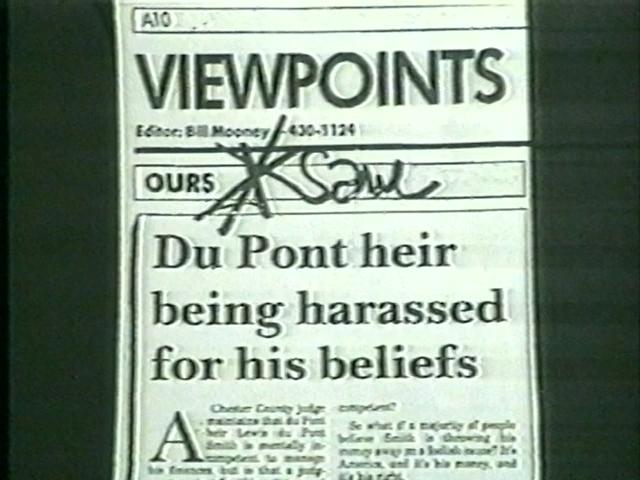 A10
VIEWPOINTS
Editor: Bill Mooney 430-1124
OURS Save
Du Pont heir
being harassed
for his beliefs
A Chester County judge
maintains that du Pont
heir Lewis du Pont
Smith is mentally in-
competent to manage
his finances, but is that a judg-
competent?
So what if a majority of people
believe Smith is throwing his
money away on a foolish cause? It's
America, and it's his money, and
it's his right.